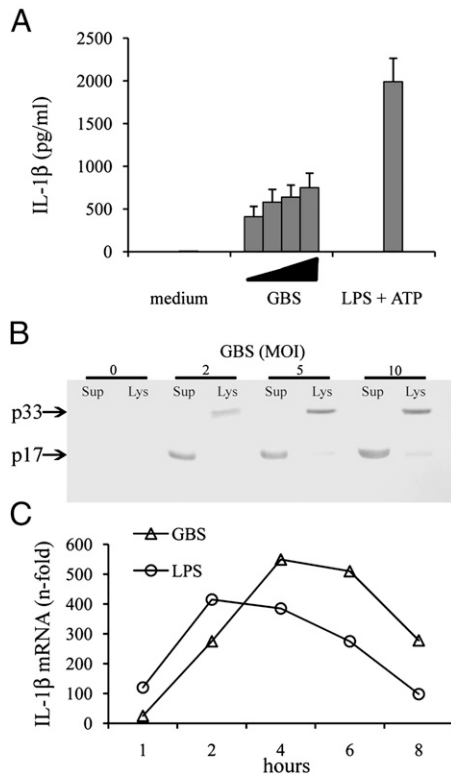 A
2500
2000
1500
1000
500
0
IL-1β (pg/ml)
medium GBS LPS + ATP
B
GBS (MOI)
0 2 5 10
Sup Lys Sup Lys Sup Lys Sup Lys
p33
p17
C
GBS
LPS
600
500
400
300
200
100
0
IL-1β mRNA (n-fold)
1 2 4 6 8
hours